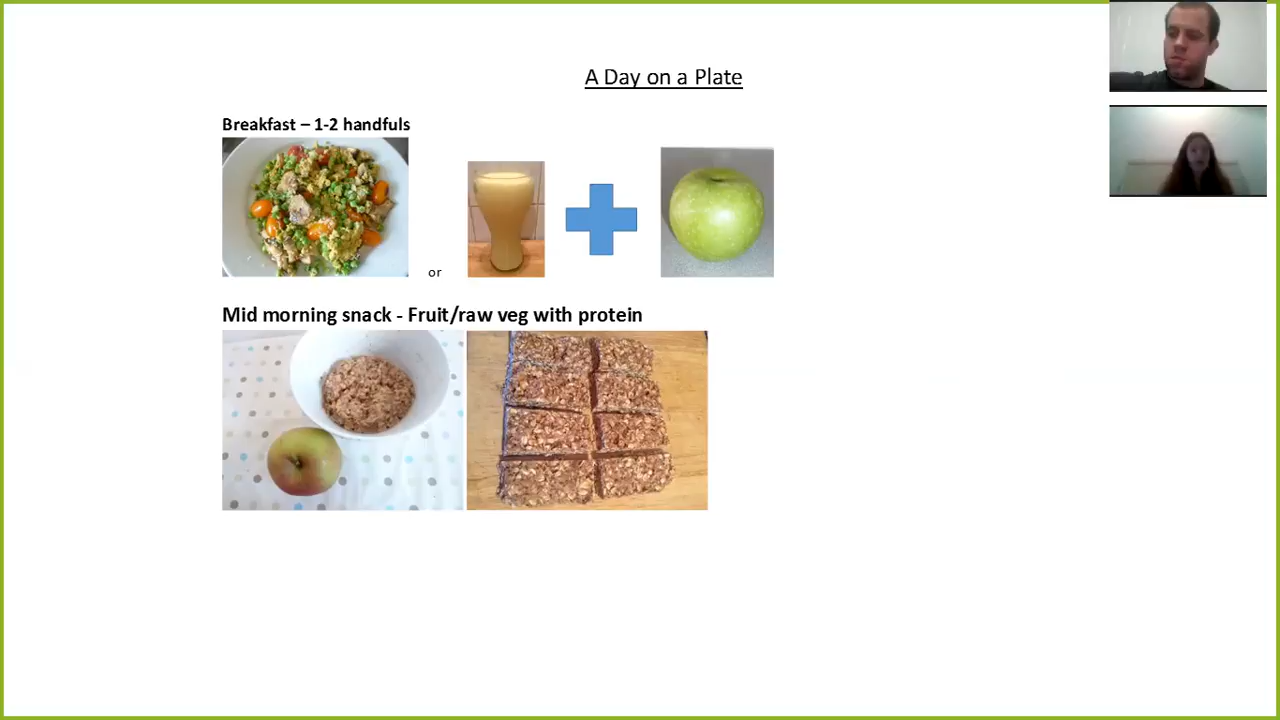 A Day on a Plate
Breakfast – 1-2 handfuls
or
Mid morning snack - Fruit/raw veg with protein